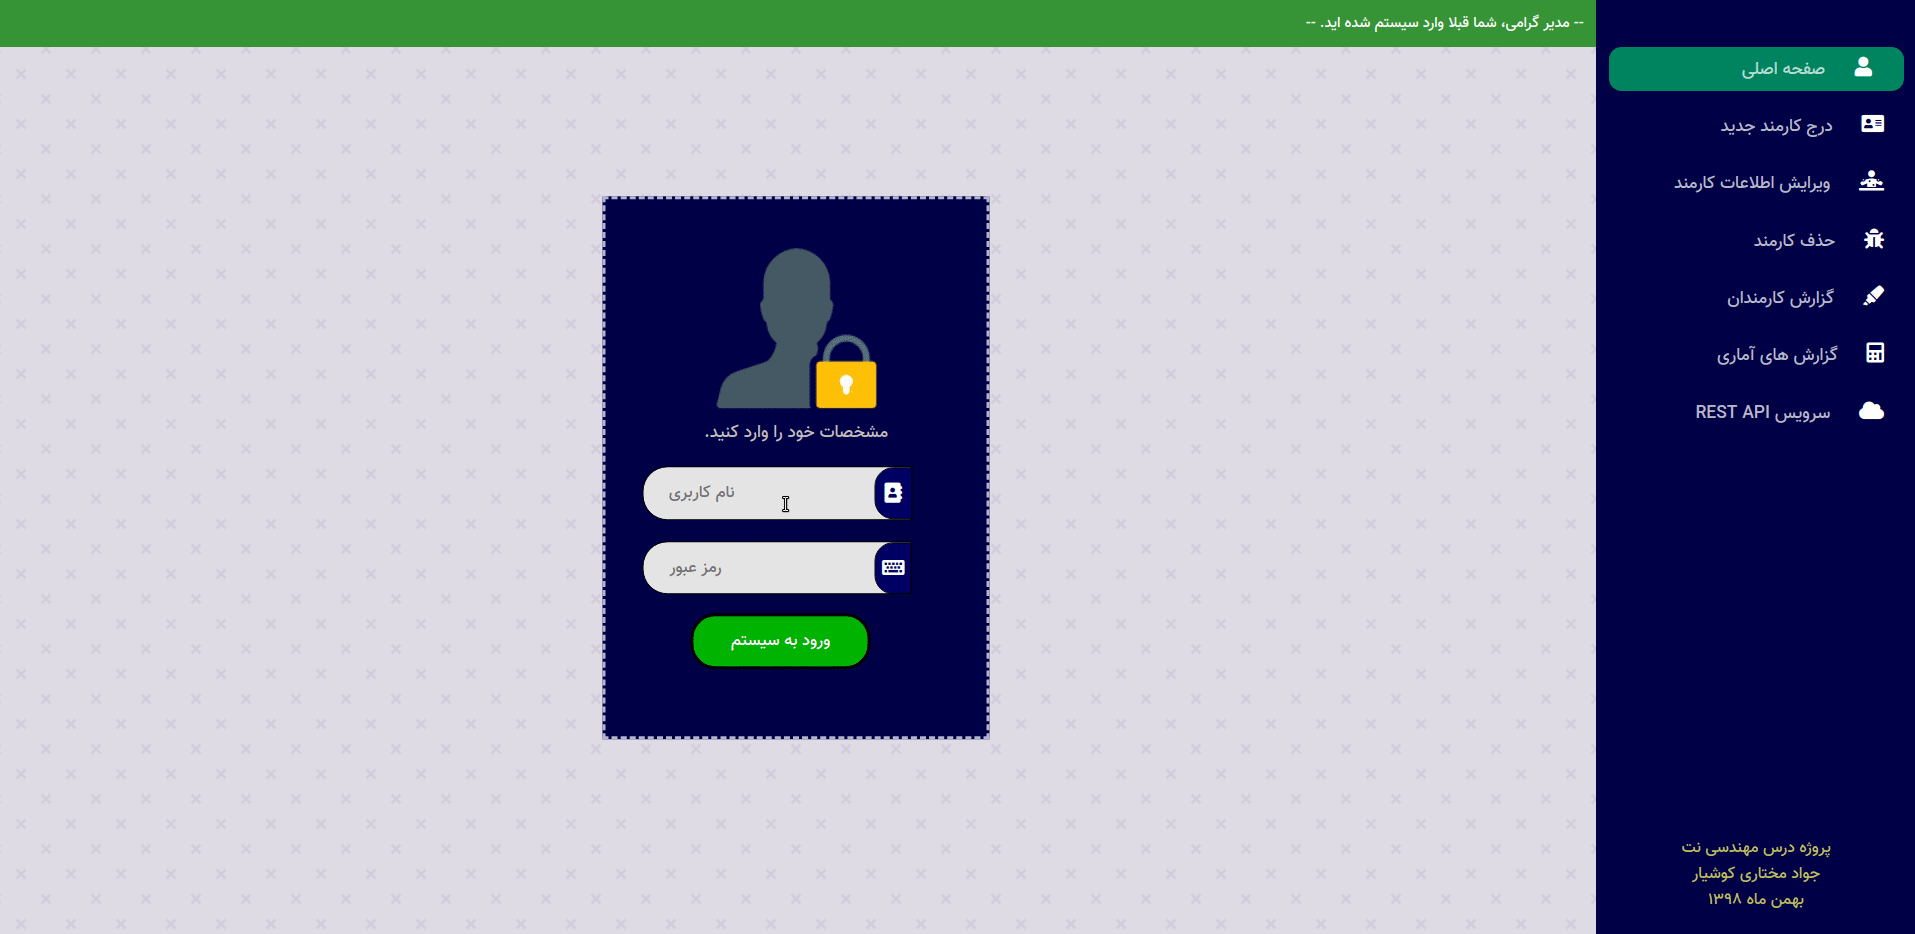 -- مدیر گرامی، شما قبلا وارد سیستم شده اید. --
صفحه اصلی
درج کارمند جدید
ویرایش اطلاعات کارمند
حذف کارمند
گزارش کارمندان
گزارش های آماری
سرویس REST API
مشخصات خود را وارد کنید.
نام کاربری
رمز عبور
ورود به سیستم
پروژه درس مهندسی نت
جواد مختاری کوشیار
بهمن ماه ۱۳۹۸